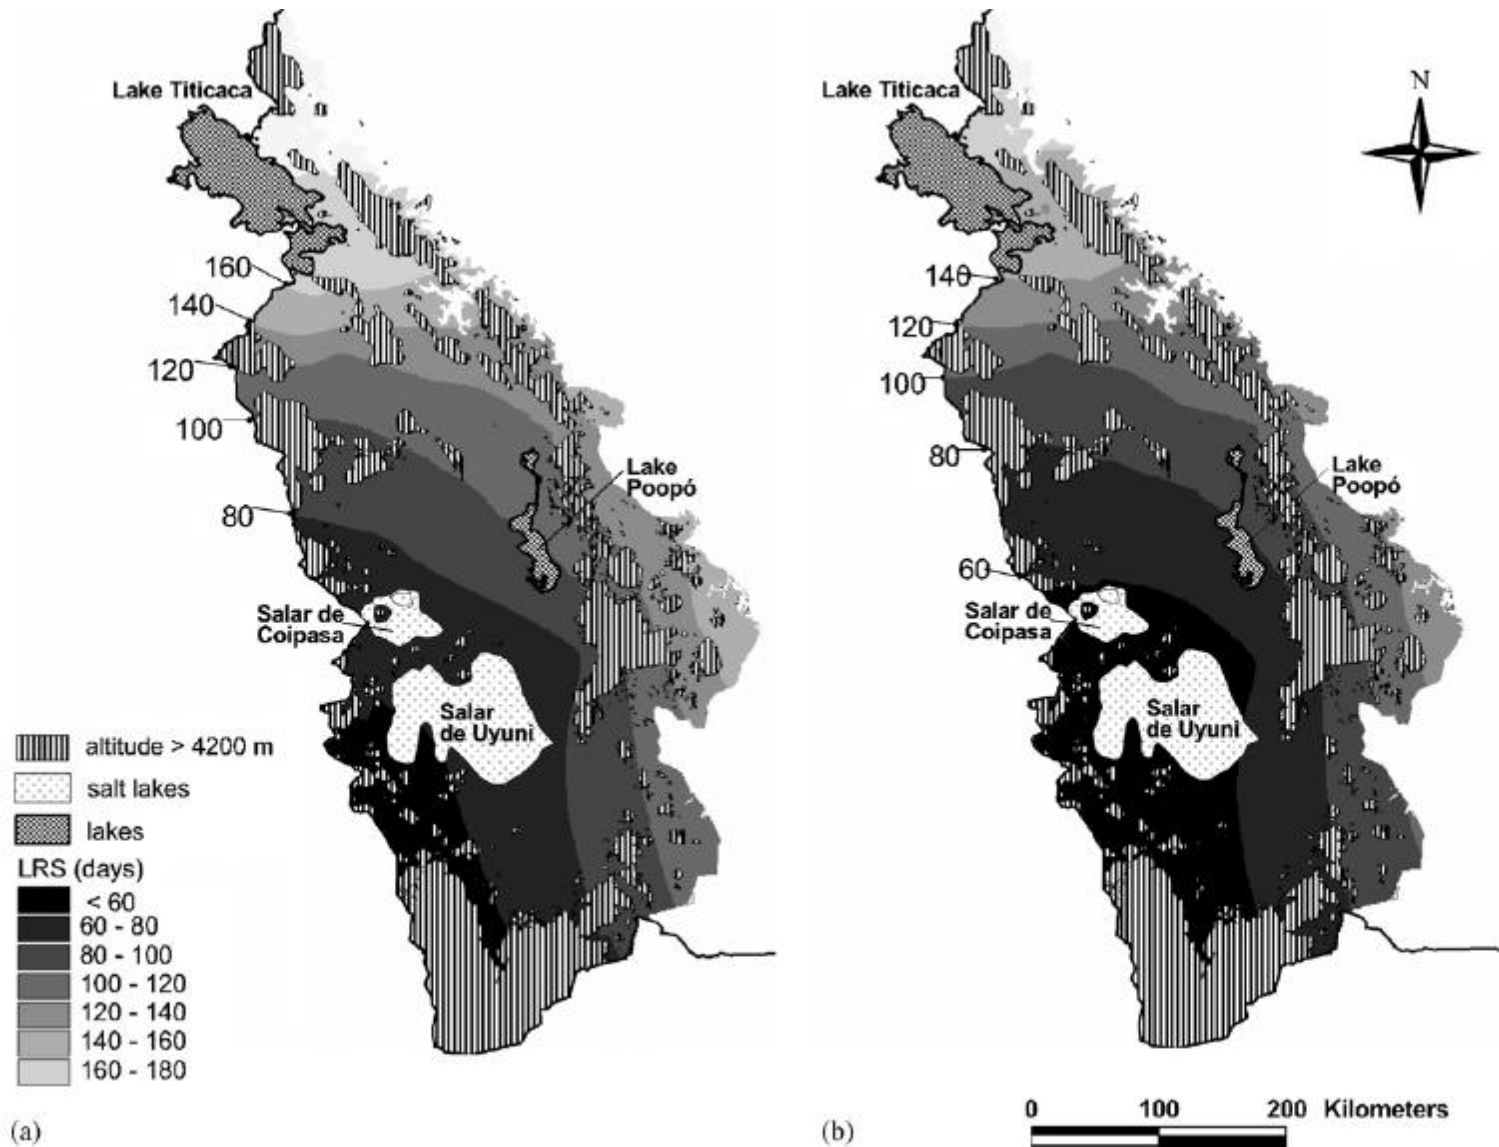 Lake Titicaca
160
140
120
100
80
Lake
Poopó
Salar de
Coipasa
Salar
de Uyuni
altitude > 4200 m
salt lakes
lakes
LRS (days)
< 60
60 - 80
80 - 100
100 - 120
120 - 140
140 - 160
160 - 180
(a)
Lake Titicaca
N
140
120
100
80
60
Lake
Poopó
Salar de
Coipasa
Salar
de Uyuni
0 100 200 Kilometers
(b)